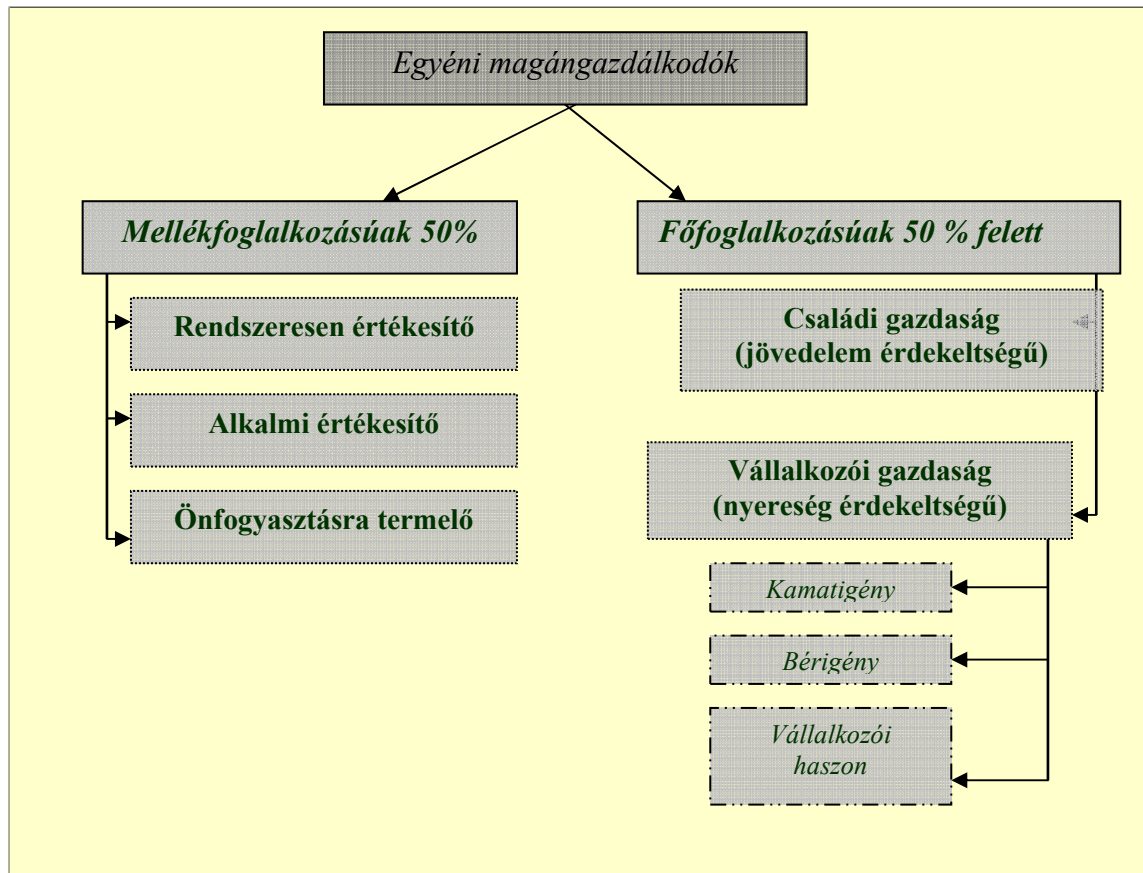 Egyéni magángazdálkodók
Mellékfoglalkozásúak 50%
Főfoglalkozásúak 50 % felett
Rendszeresen értékesítő
Alkalmi értékesítő
Önfogyasztásra termelő
Családi gazdaság
(jövedelem érdekeltségű)
Vállalkozói gazdaság
(nyereség érdekeltségű)
Kamatigény
Bérigény
Vállalkozói
haszon